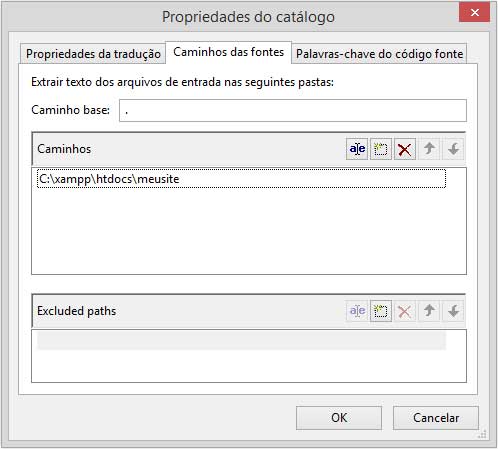 Propriedades do catálogo
Propriedades da tradução
Caminhos das fontes
Palavras-chave do código fonte
Extrair texto dos arquivos de entrada nas seguintes pastas:
Caminho base: .
Caminhos
C:\xampp\htdocs\meusite
Excluded paths
OK
Cancelar